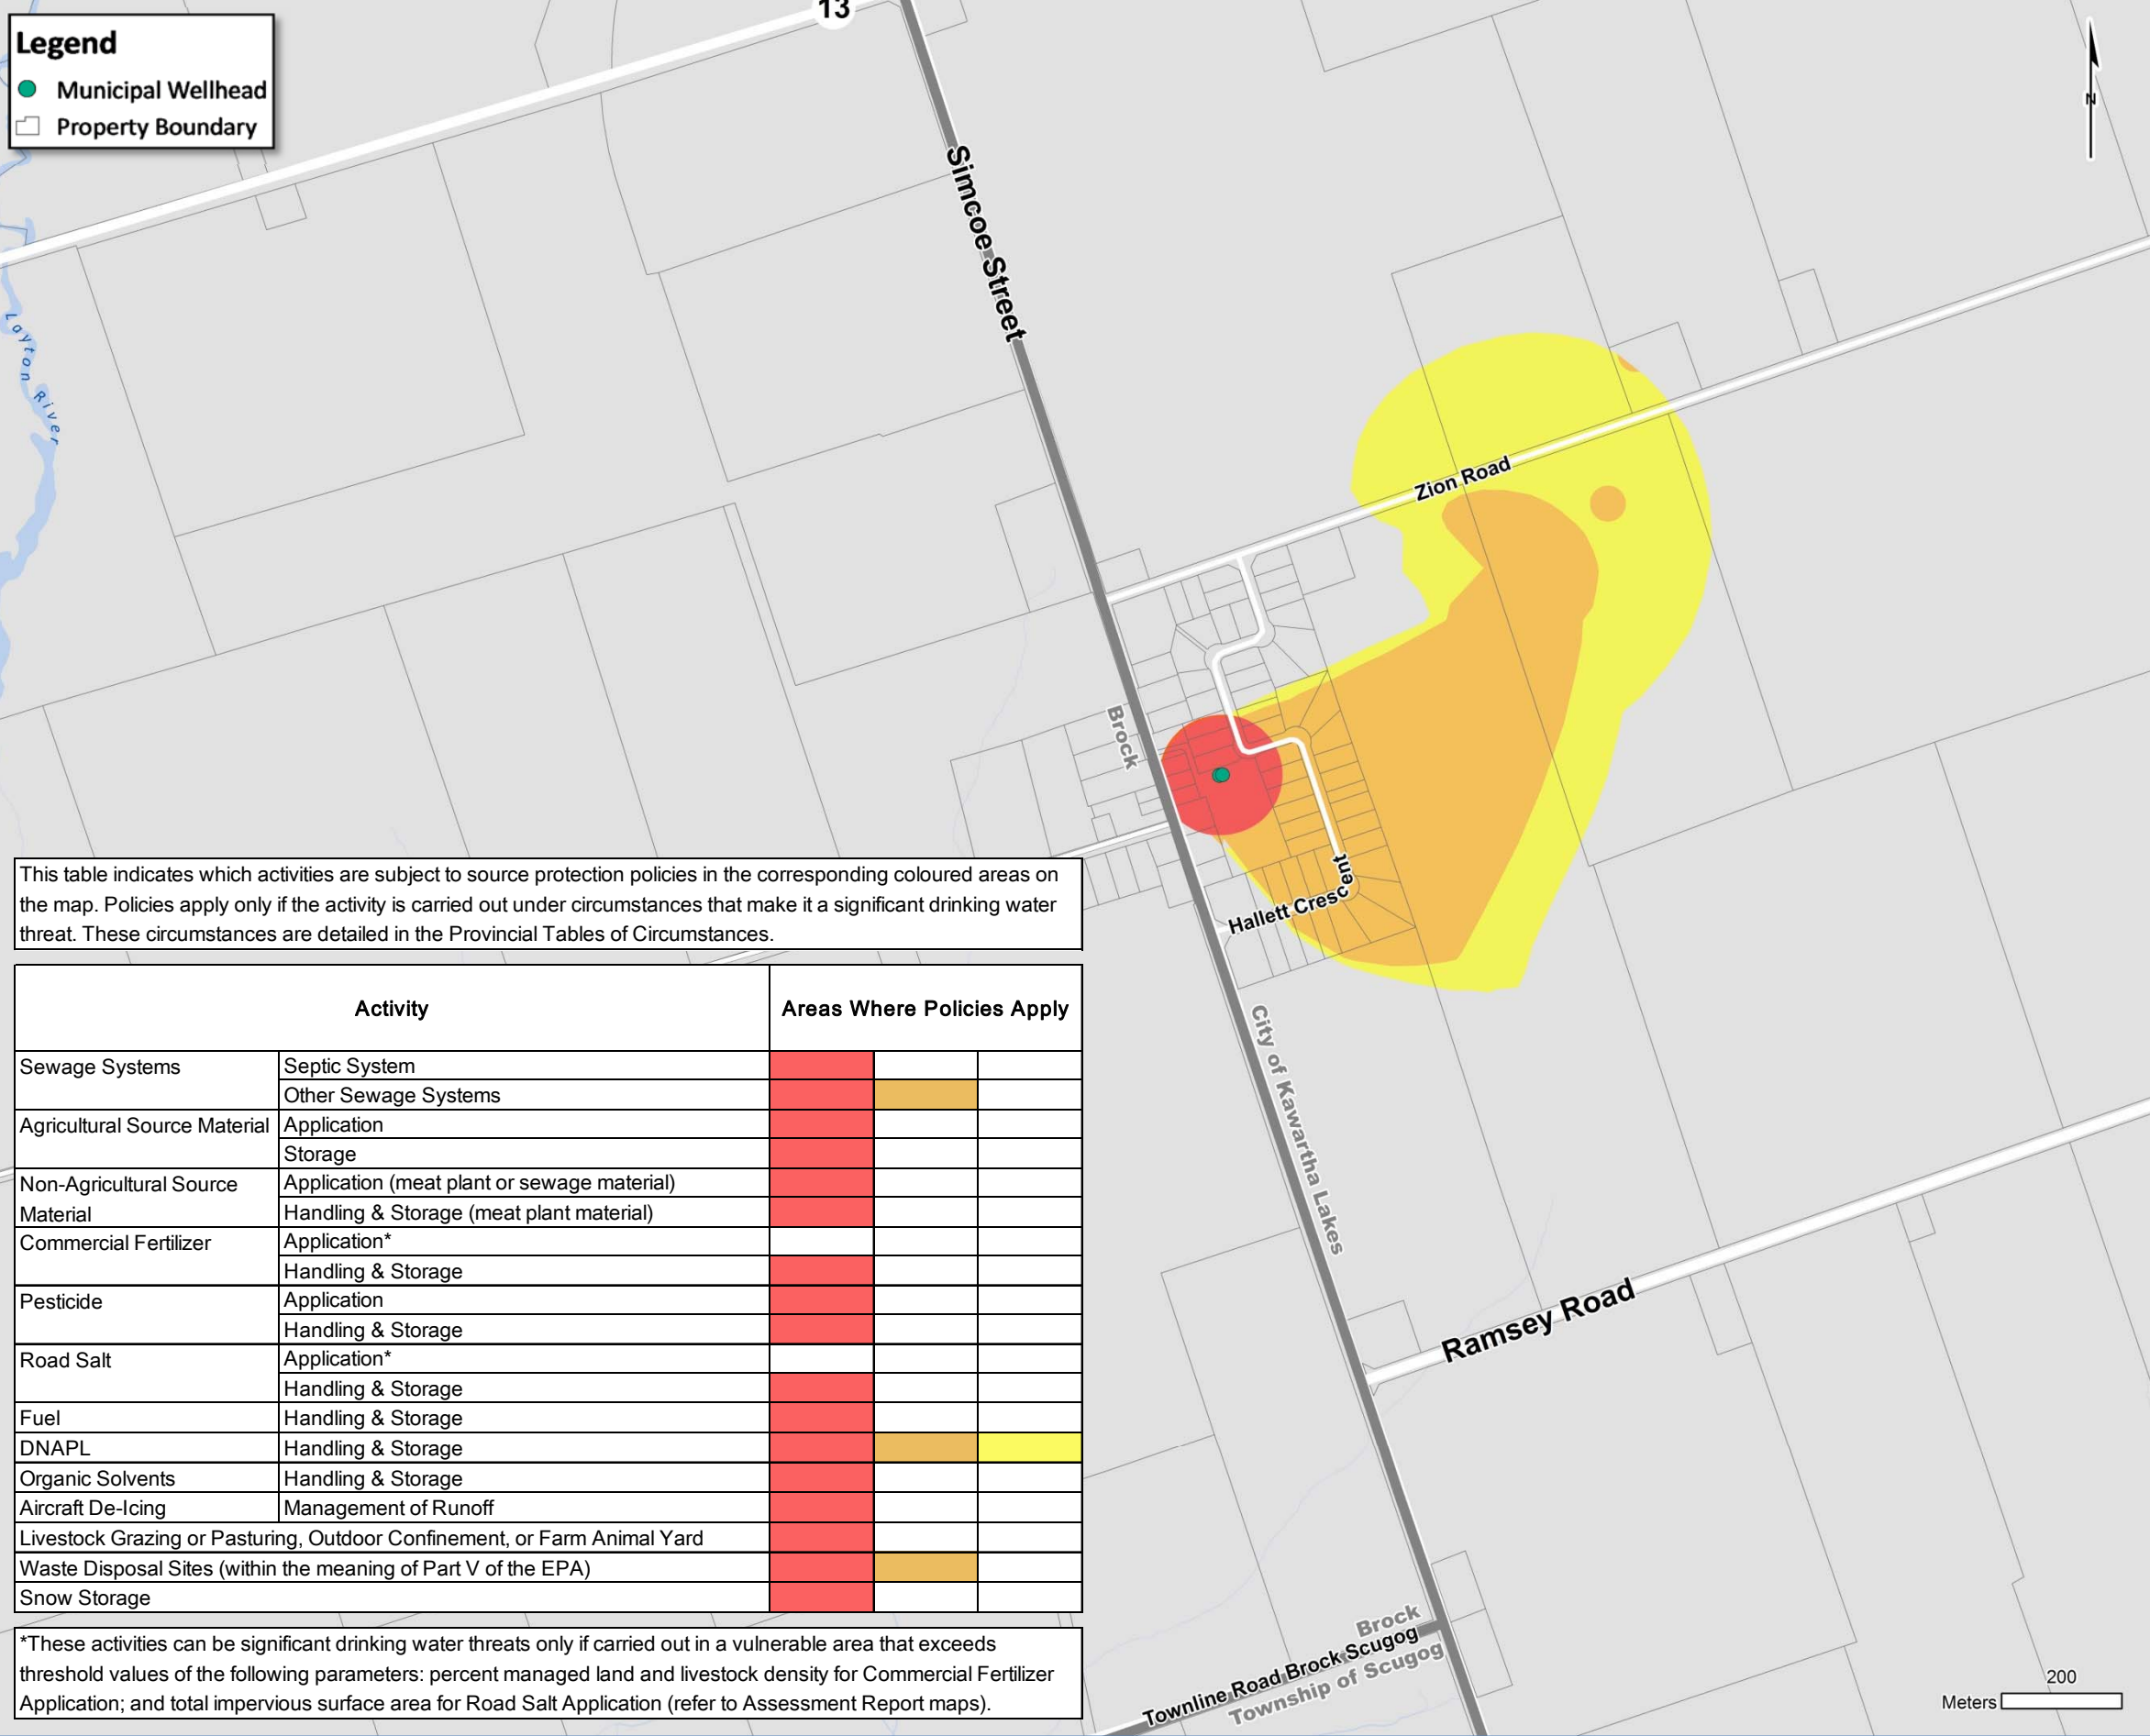 13
Legend
Municipal Wellhead
Property Boundary
N
Simcoe Street
Layton River
Zion Road
Brock
Hallett Crescent
City of Kawartha Lakes
Ramsey Road
This table indicates which activities are subject to source protection policies in the corresponding coloured areas on
the map. Policies apply only if the activity is carried out under circumstances that make it a significant drinking water
threat. These circumstances are detailed in the Provincial Tables of Circumstances.
Activity Areas Where Policies Apply
Sewage Systems Septic System
Other Sewage Systems
Agricultural Source Material Application
Storage
Non-Agricultural Source Application (meat plant or sewage material)
Material Handling & Storage (meat plant material)
Commercial Fertilizer Application*
Handling & Storage
Pesticide Application
Handling & Storage
Road Salt Application*
Handling & Storage
Fuel Handling & Storage
DNAPL Handling & Storage
Organic Solvents Handling & Storage
Aircraft De-Icing Management of Runoff
Livestock Grazing or Pasturing, Outdoor Confinement, or Farm Animal Yard
Waste Disposal Sites (within the meaning of Part V of the EPA)
Snow Storage
*These activities can be significant drinking water threats only if carried out in a vulnerable area that exceeds
threshold values of the following parameters: percent managed land and livestock density for Commercial Fertilizer
Application; and total impervious surface area for Road Salt Application (refer to Assessment Report maps).
Brock
Townline Road Brock Scugog
Township of Scugog
200
Meters